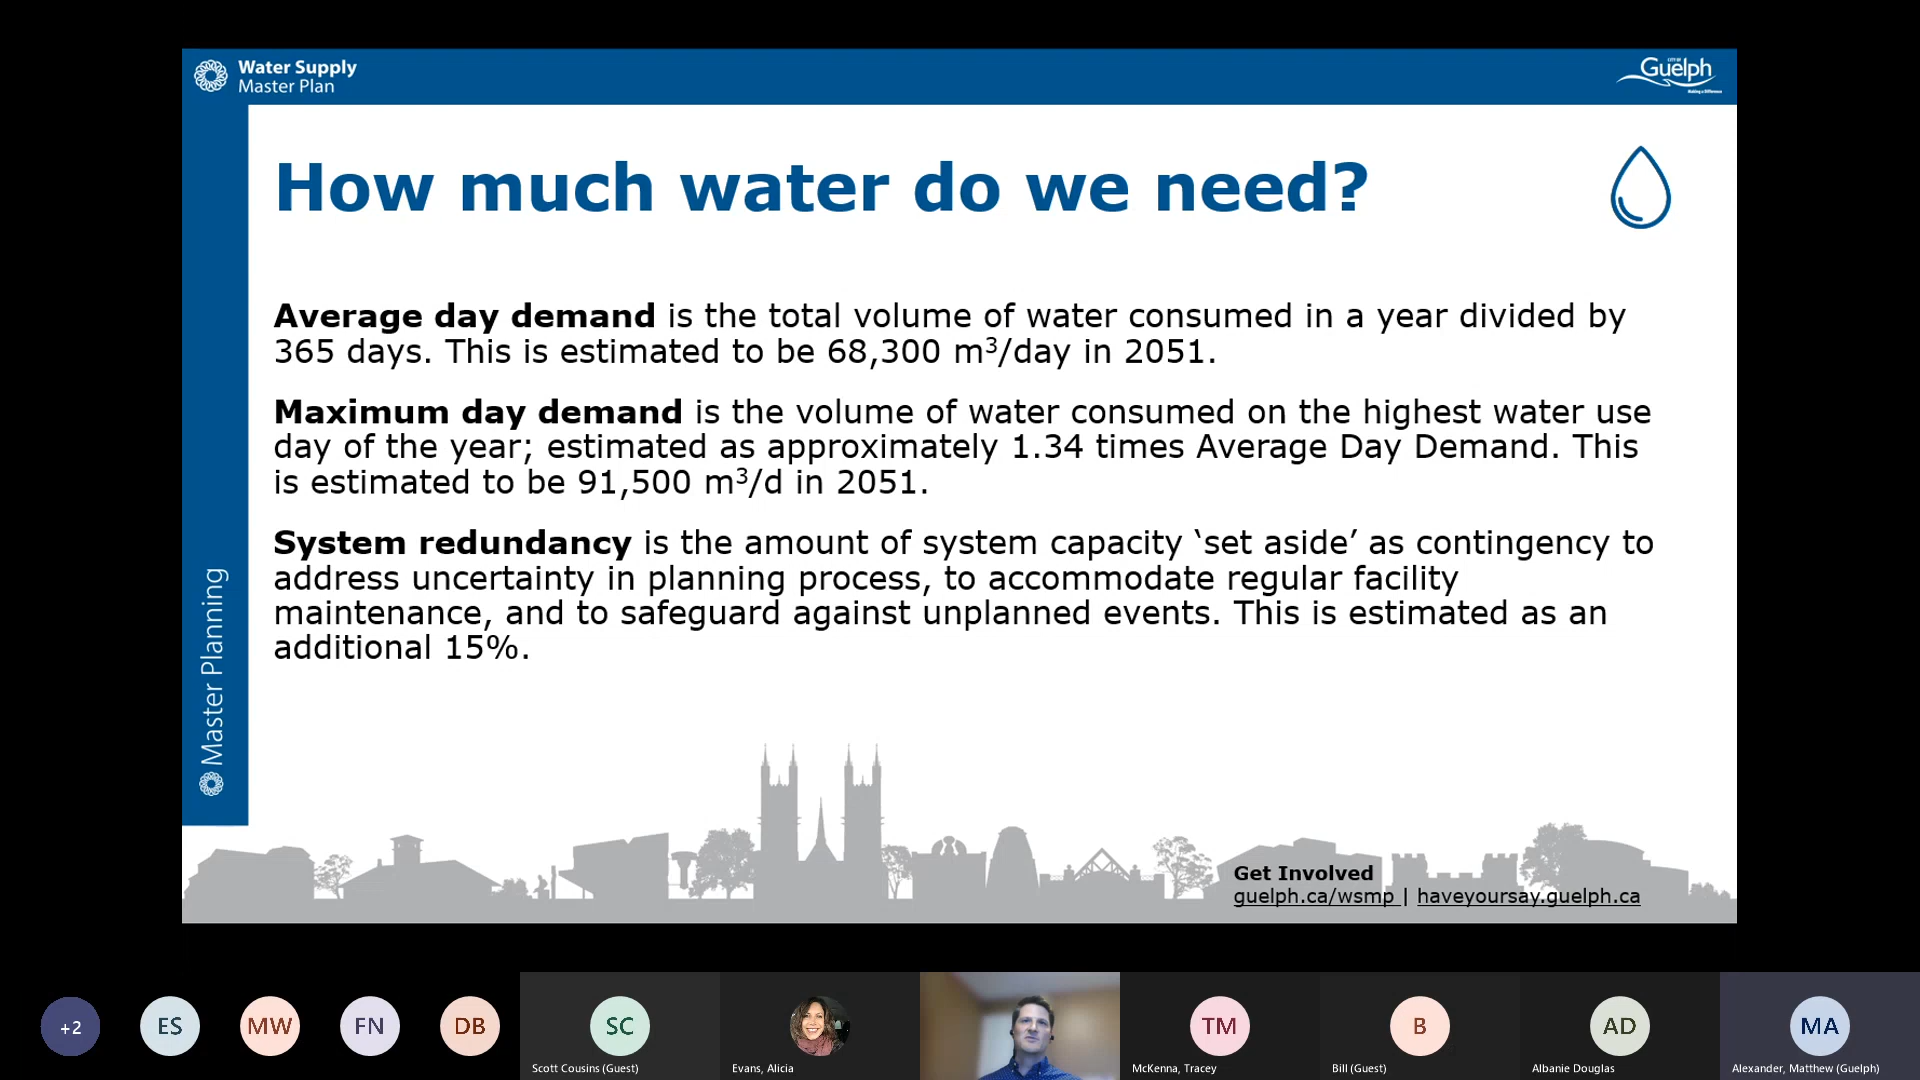 Water Supply
Master Plan
CITY OF
Guelph
Making a Difference
How much water do we need?
Average day demand is the total volume of water consumed in a year divided by
365 days. This is estimated to be 68,300 m³/day in 2051.
Maximum day demand is the volume of water consumed on the highest water use
day of the year; estimated as approximately 1.34 times Average Day Demand. This
is estimated to be 91,500 m³/d in 2051.
System redundancy is the amount of system capacity ‘set aside’ as contingency to
address uncertainty in planning process, to accommodate regular facility
maintenance, and to safeguard against unplanned events. This is estimated as an
additional 15%.
Master Planning
Get Involved
guelph.ca/wsmp | haveyoursay.guelph.ca
+2
ES
MW
FN
DB
SC
Scott Cousins (Guest)
Evans, Alicia
TM
McKenna, Tracey
B
Bill (Guest)
AD
Albanie Douglas
MA
Alexander, Matthew (Guelph)